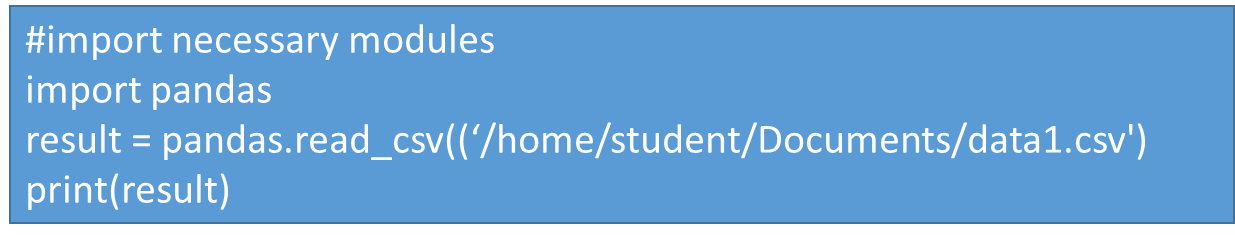 #import necessary modules
import pandas
result = pandas.read_csv((‘/home/student/Documents/data1.csv')
print(result)